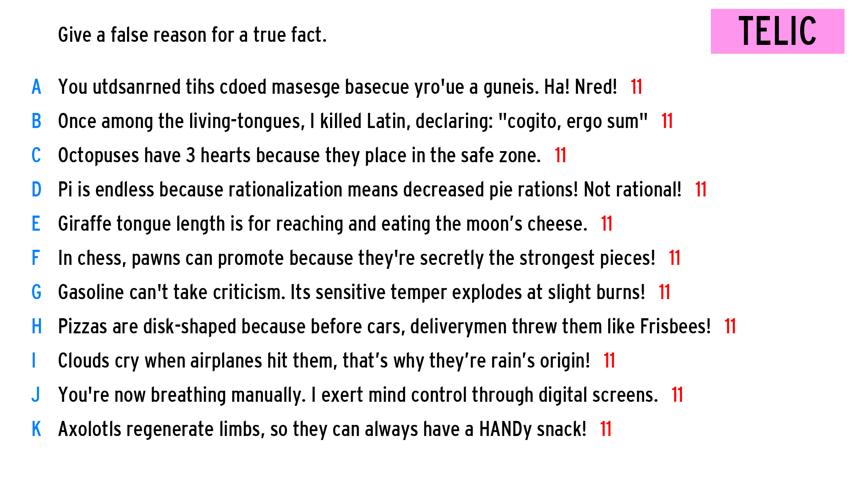 Give a false reason for a true fact.
TELIC
A You utdsanrned tihs cdoed masesge basecue yro'ue a guneis. Ha! Nred! 11
B Once among the living-tongues, I killed Latin, declaring: "cogito, ergo sum" 11
C Octopuses have 3 hearts because they place in the safe zone. 11
D Pi is endless because rationalization means decreased pie rations! Not rational! 11
E Giraffe tongue length is for reaching and eating the moon’s cheese. 11
F In chess, pawns can promote because they're secretly the strongest pieces! 11
G Gasoline can't take criticism. Its sensitive temper explodes at slight burns! 11
H Pizzas are disk-shaped because before cars, deliverymen threw them like Frisbees! 11
I Clouds cry when airplanes hit them, that’s why they’re rain’s origin! 11
J You're now breathing manually. I exert mind control through digital screens. 11
K Axolotls regenerate limbs, so they can always have a HANDy snack! 11